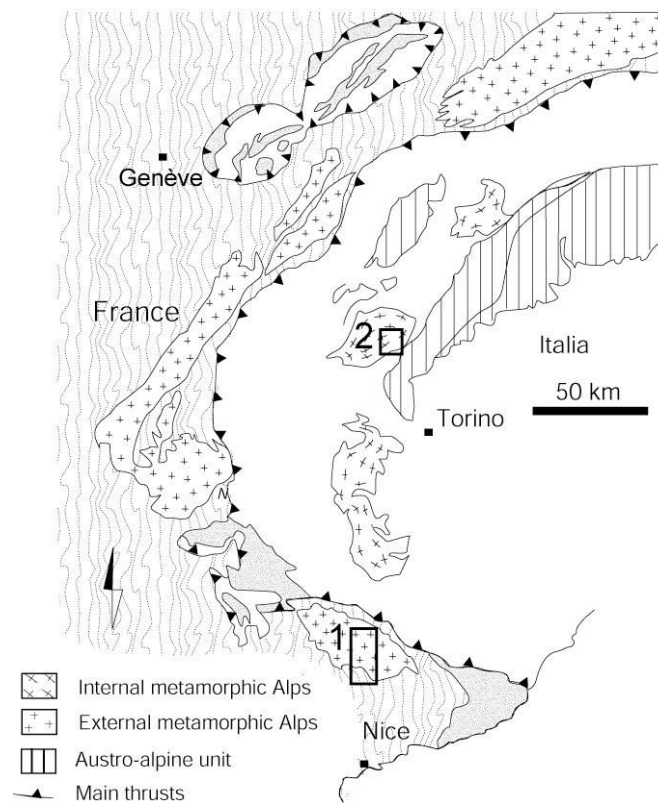 Genève
France
2
Italia
50 km
Torino
1
Internal metamorphic Alps
External metamorphic Alps
Nice
Austro-alpine unit
Main thrusts